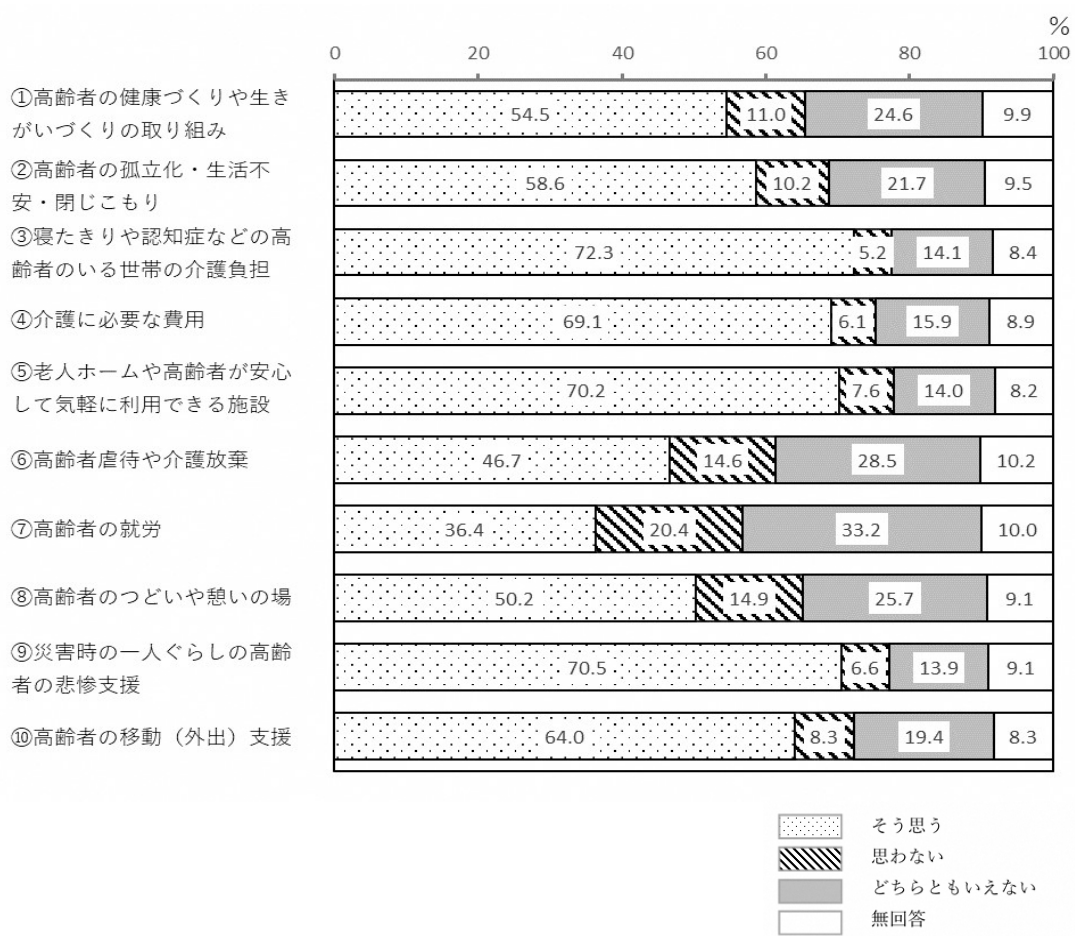 %
0 20 40 60 80 100
①高齢者の健康づくりや生き
がいづくりの取り組み
54.5 11.0 24.6 9.9
②高齢者の孤立化・生活不
安・閉じこもり
58.6 10.2 21.7 9.5
③寝たきりや認知症などの高
齢者のいる世帯の介護負担
72.3 5.2 14.1 8.4
④介護に必要な費用
69.1 6.1 15.9 8.9
⑤老人ホームや高齢者が安心
して気軽に利用できる施設
70.2 7.6 14.0 8.2
⑥高齢者虐待や介護放棄
46.7 14.6 28.5 10.2
⑦高齢者の就労
36.4 20.4 33.2 10.0
⑧高齢者のつどいや憩いの場
50.2 14.9 25.7 9.1
⑨災害時の一人ぐらしの高齢
者の悲惨支援
70.5 6.6 13.9 9.1
⑩高齢者の移動（外出）支援
64.0 8.3 19.4 8.3
そう思う
思わない
どちらともいえない
無回答